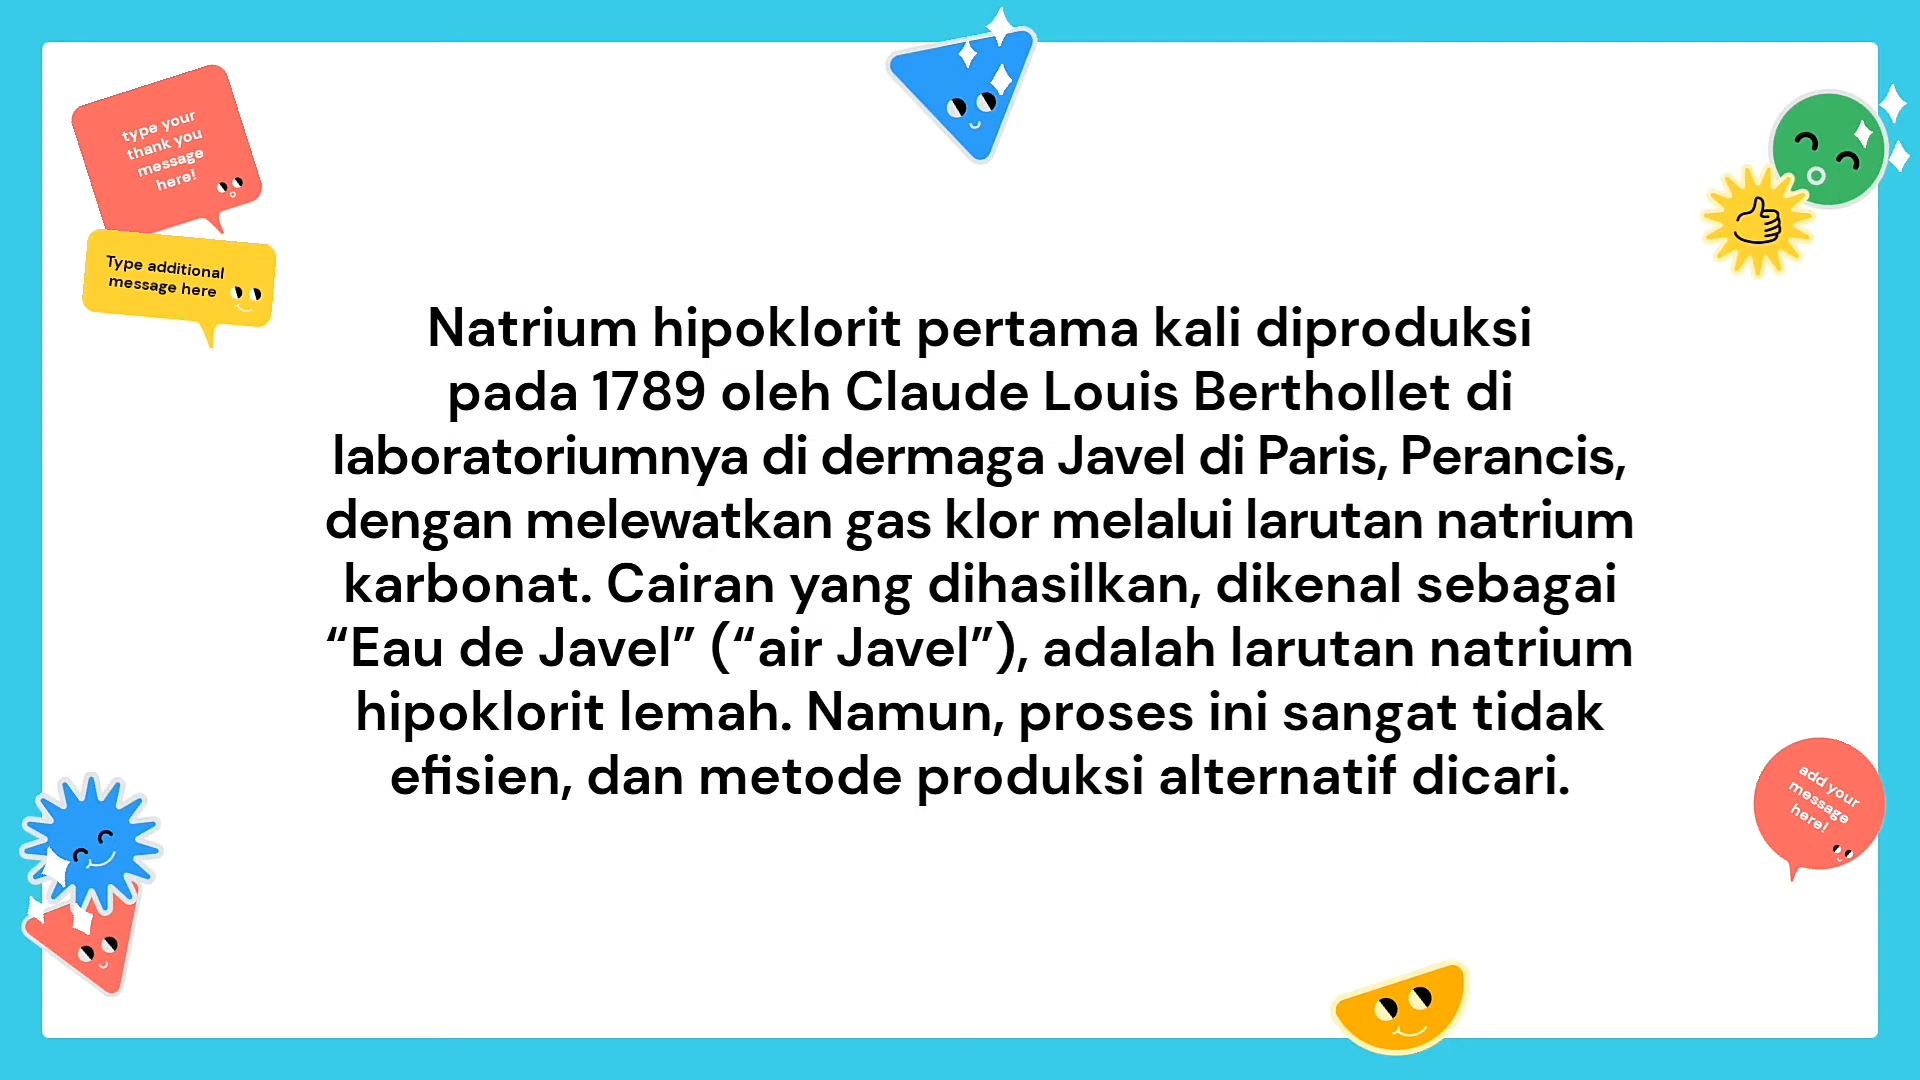 type your
thank you
message
here!
Type additional
message here
Natrium hipoklorit pertama kali diproduksi
pada 1789 oleh Claude Louis Berthollet di
laboratoriumnya di dermaga Javel di Paris, Perancis,
dengan melewatkan gas klor melalui larutan natrium
karbonat. Cairan yang dihasilkan, dikenal sebagai
“Eau de Javel” (“air Javel”), adalah larutan natrium
hipoklorit lemah. Namun, proses ini sangat tidak
efisien, dan metode produksi alternatif dicari.
add your
message
here!